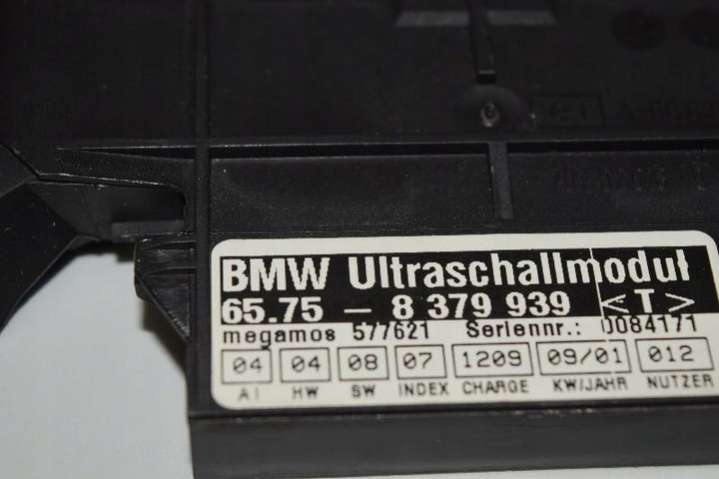 BMW Ultraschallmodul
65.75 – 8 379 939 <T>
megamos 577621 Seriennr.: 0084171
04 04 08 07 1209 09/01 012
AI HW SW INDEX CHARGE KW/JAHR NUTZER